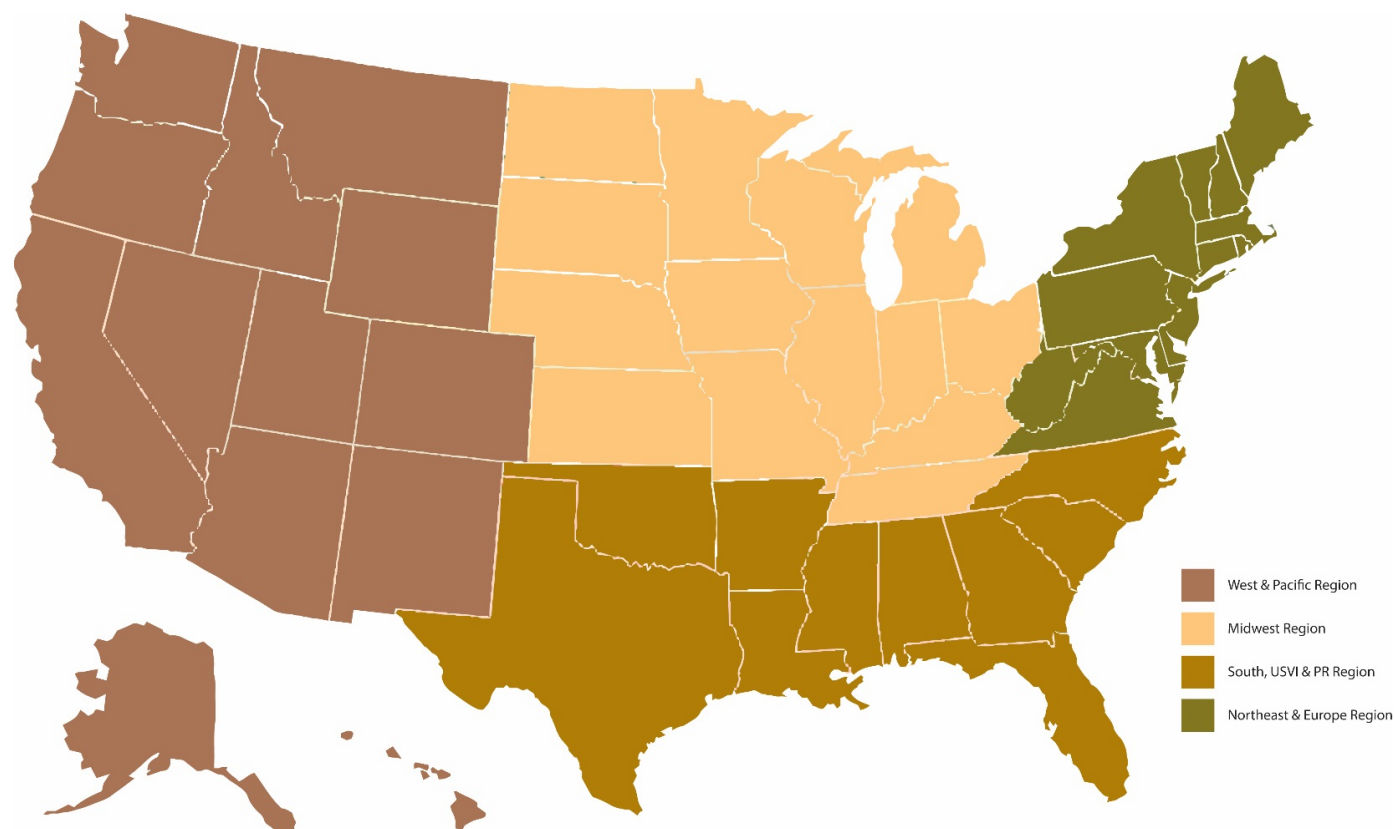 West & Pacific Region
Midwest Region
South, USVI & PR Region
Northeast & Europe Region